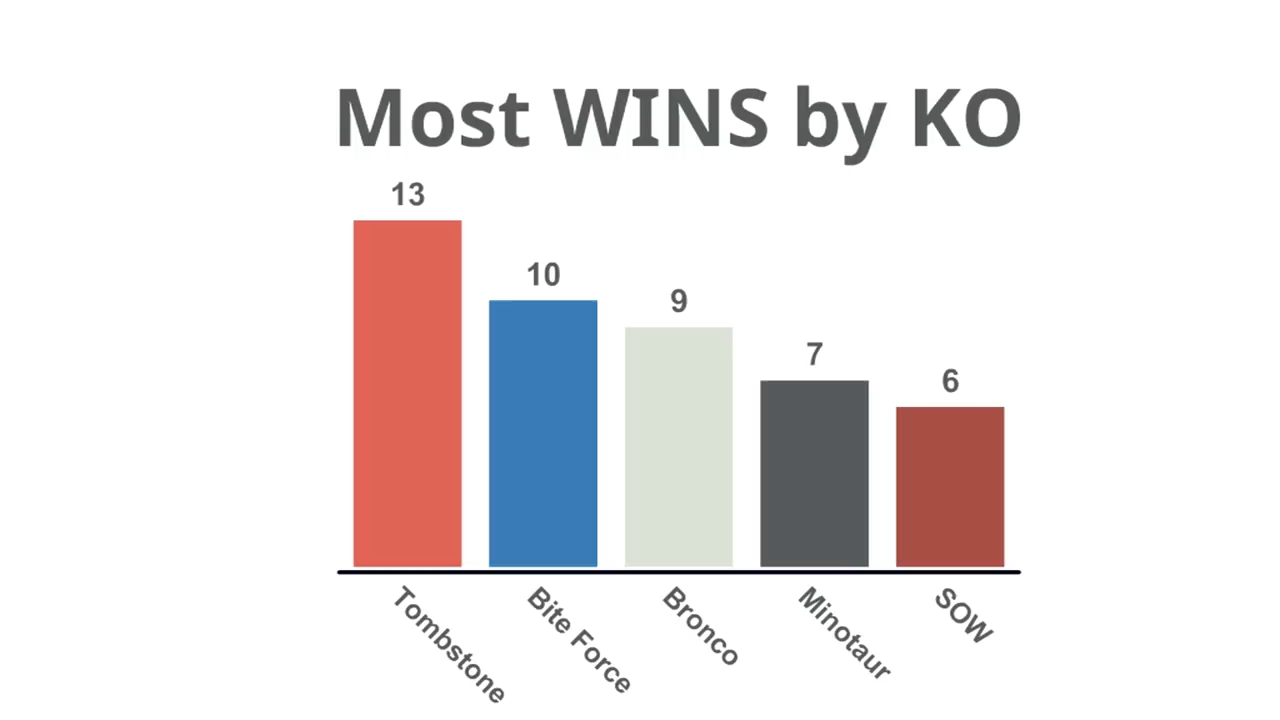 Most WINS by KO
13
10
9
7
6
Tombstone
Bite Force
Bronco
Minotaur
SOW